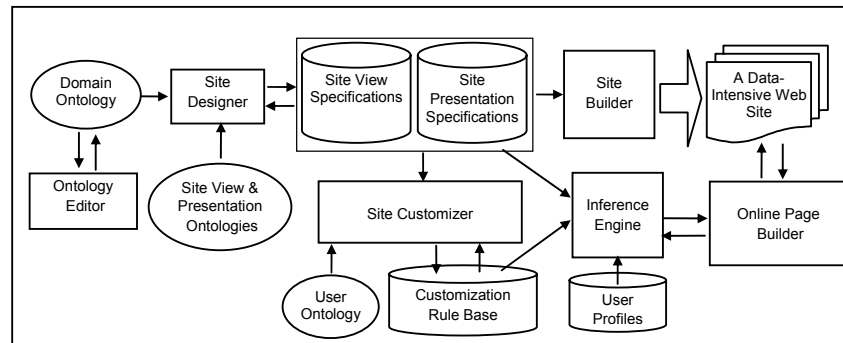 Domain
Ontology
Site
Designer
Site View
Specifications
Site
Presentation
Specifications
Site
Builder
A Data-
Intensive Web
Site
Ontology
Editor
Site View &
Presentation
Ontologies
Site Customizer
Inference
Engine
Online Page
Builder
User
Ontology
Customization
Rule Base
User
Profiles